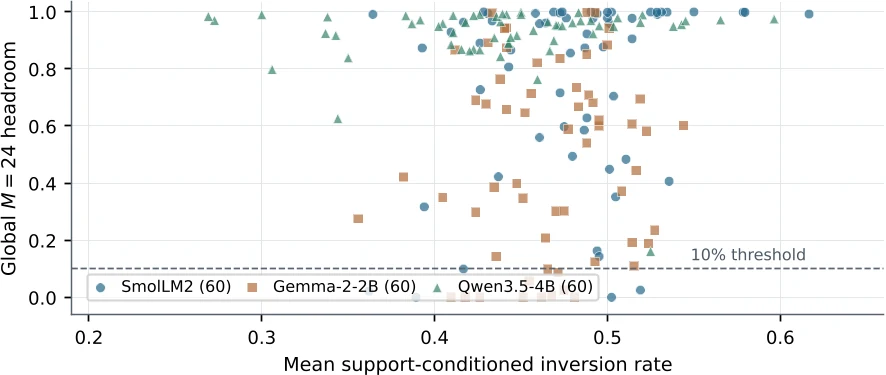 Global M = 24 headroom
1.0
0.8
0.6
0.4
0.2
0.0
10% threshold
SmolLM2 (60)
Gemma-2-2B (60)
Qwen3.5-4B (60)
0.2
0.3
0.4
0.5
0.6
Mean support-conditioned inversion rate